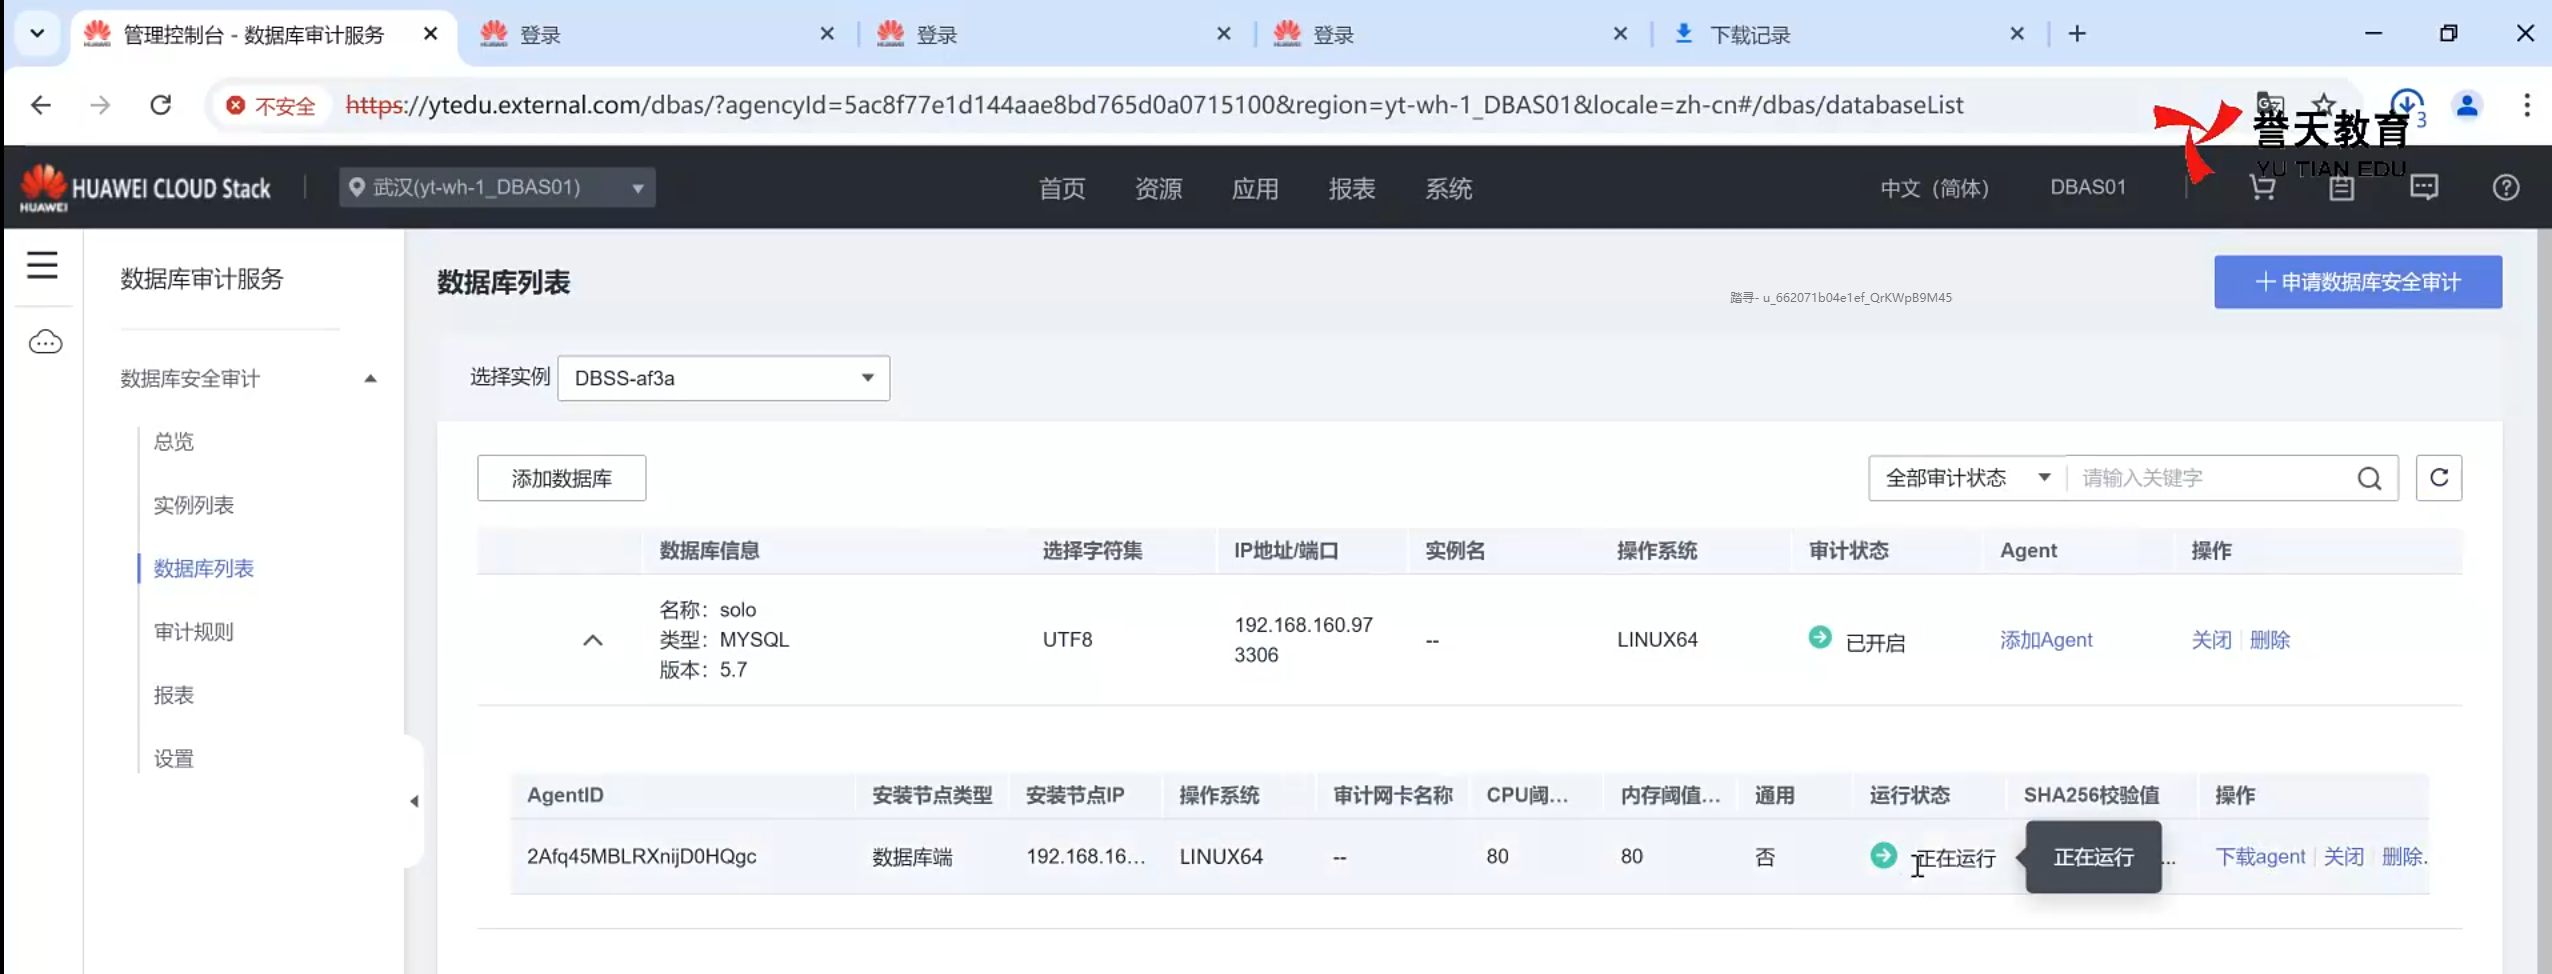 管理控制台 - 数据库审计服务
登录
登录
登录
下载记录
不安全 https://ytedu.external.com/dbas/?agencyId=5ac8f77e1d144aae8bd765d0a0715100&region=yt-wh-1_DBAS01&locale=zh-cn#/dbas/databaseList
3
誉天教育
YU TIAN EDU
HUAWEI
HUAWEI CLOUD Stack
武汉(yt-wh-1_DBAS01)
首页 资源 应用 报表 系统
中文（简体） DBAS01
数据库审计服务
数据库安全审计
总览
实例列表
数据库列表
审计规则
报表
设置
数据库列表
踏寻- u_662071b04e1ef_QrKWpB9M45
＋申请数据库安全审计
选择实例 DBSS-af3a
添加数据库
全部审计状态 请输入关键字
数据库信息 选择字符集 IP地址/端口 实例名 操作系统 审计状态 Agent 操作
名称：solo
类型：MYSQL
版本：5.7
UTF8
192.168.160.97
3306
--
LINUX64
已开启
添加Agent
关闭 删除
AgentID 安装节点类型 安装节点IP 操作系统 审计网卡名称 CPU阈... 内存阈值... 通用 运行状态 SHA256校验值 操作
2Afq45MBLRXnijD0HQgc 数据库端 192.168.16... LINUX64 -- 80 80 否 正在运行 正在运行 ... 下载agent 关闭 删除.